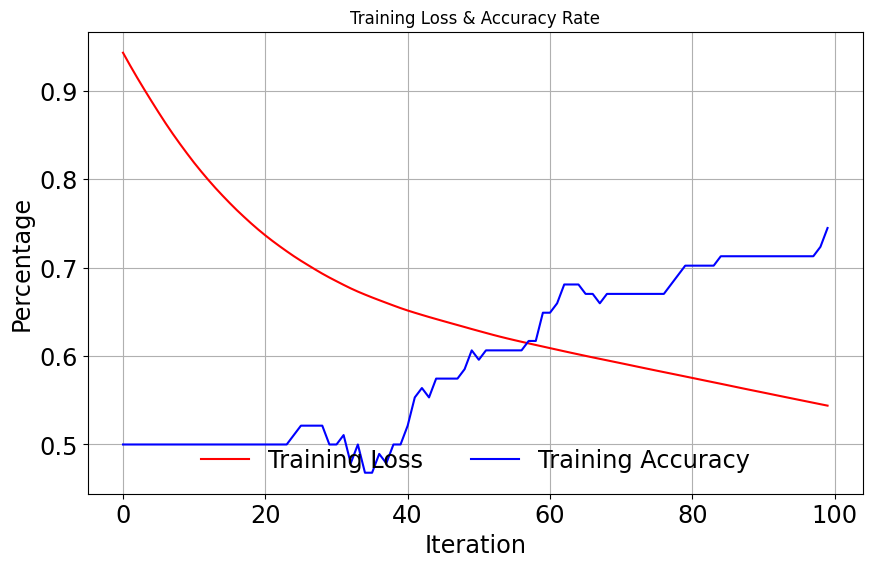 Training Loss & Accuracy Rate
Percentage
0.9
0.8
0.7
0.6
0.5
Training Loss Training Accuracy
0 20 40 60 80 100
Iteration